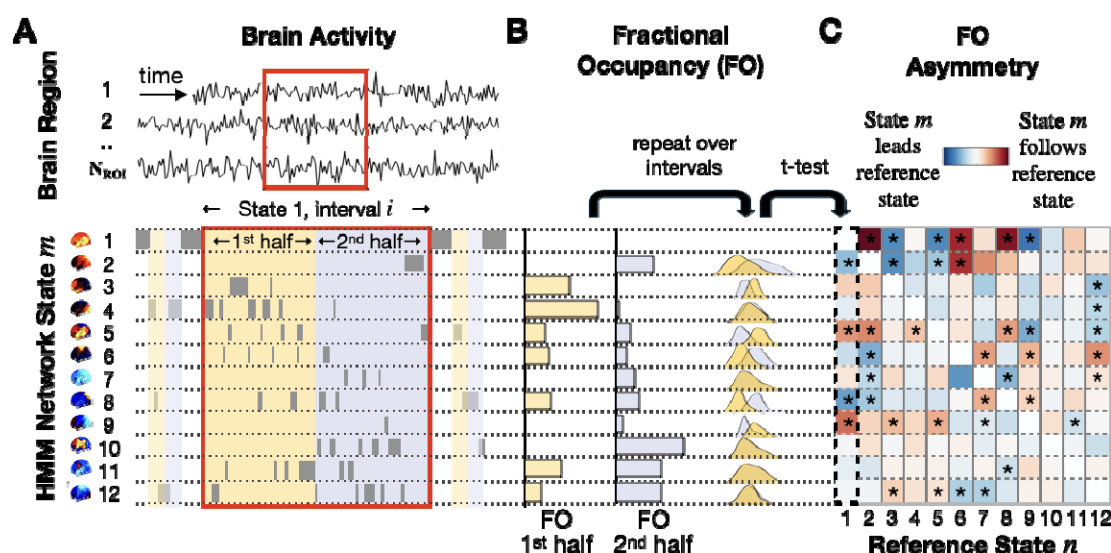 A
Brain Activity
Brain Region
time
1
2
..
N_ROI
← State 1, interval i →
←1st half→
←2nd half→
HMM Network State m
1
2
3
4
5
6
7
8
9
10
11
12
B
Fractional
Occupancy (FO)
repeat over
intervals
t-test
FO
1st half
FO
2nd half
C
FO
Asymmetry
State m
leads
reference
state
State m
follows
reference
state
* * * * * *
* * * *
*
*
* * * * * *
* * * *
* * *
* * * *
* * * * *
*
* * * *
1 2 3 4 5 6 7 8 9 10 11 12
Reference State n